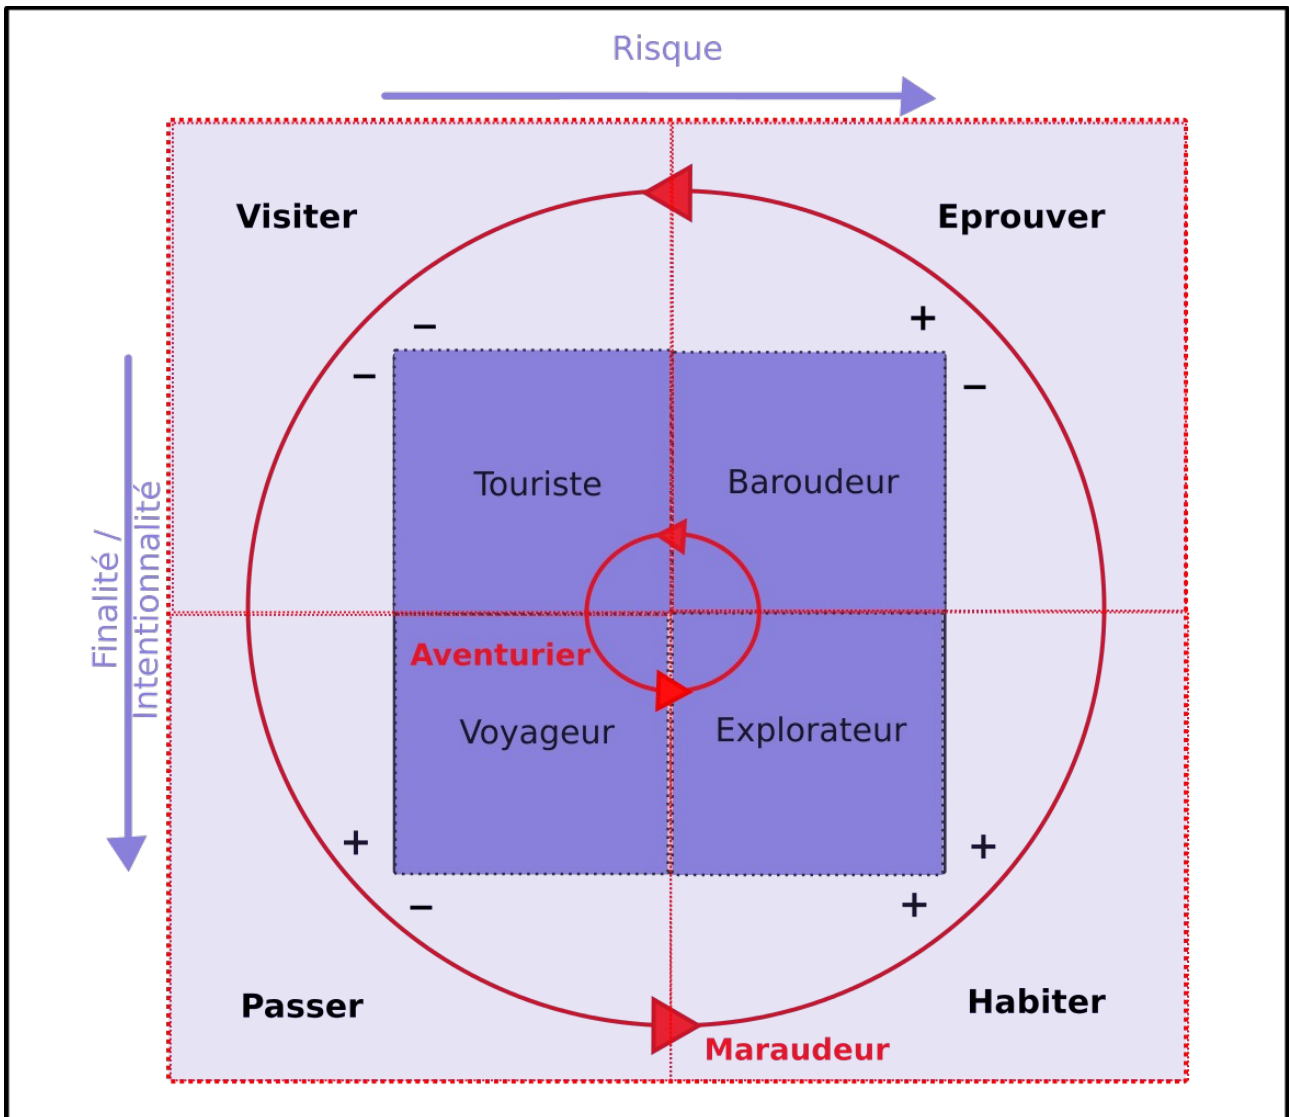 Risque
Visiter
Eprouver
− +
− −
Finalité /
Intentionnalité
Touriste
Baroudeur
Aventurier
Voyageur
Explorateur
+ +
− +
Passer
Habiter
Maraudeur